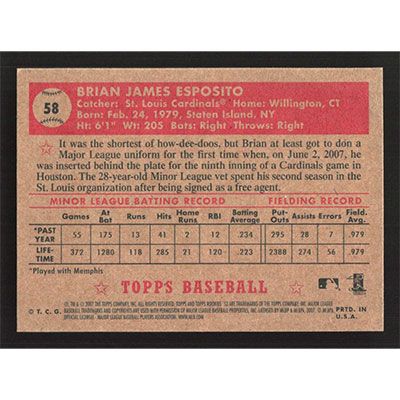 58
BRIAN JAMES ESPOSITO
Catcher: St. Louis Cardinals® Home: Willington, CT
Born: Feb. 24, 1979, Staten Island, NY
Ht: 6'1" Wt: 205 Bats: Right Throws: Right
It was the shortest of how-dee-doos, but Brian at least got to don a
Major League uniform for the first time when, on June 2, 2007, he
was inserted behind the plate for the ninth inning of a Cardinals game in
Houston. The 28-year-old Minor League vet spent his second season in the
St. Louis organization after being signed as a free agent.
MINOR LEAGUE BATTING RECORD FIELDING RECORD
Games At Bat Runs Hits Home Runs RBI Batting Average Put-Outs Assists Errors Field. Avg.
*PAST YEAR 55 175 13 41 2 12 .234 395 28 .979
LIFE-TIME 372 1280 118 285 21 120 .223 2388 274 56 .979
*Played with Memphis
TOPPS BASEBALL
© T. C. G.
PRTD. IN U.S.A.